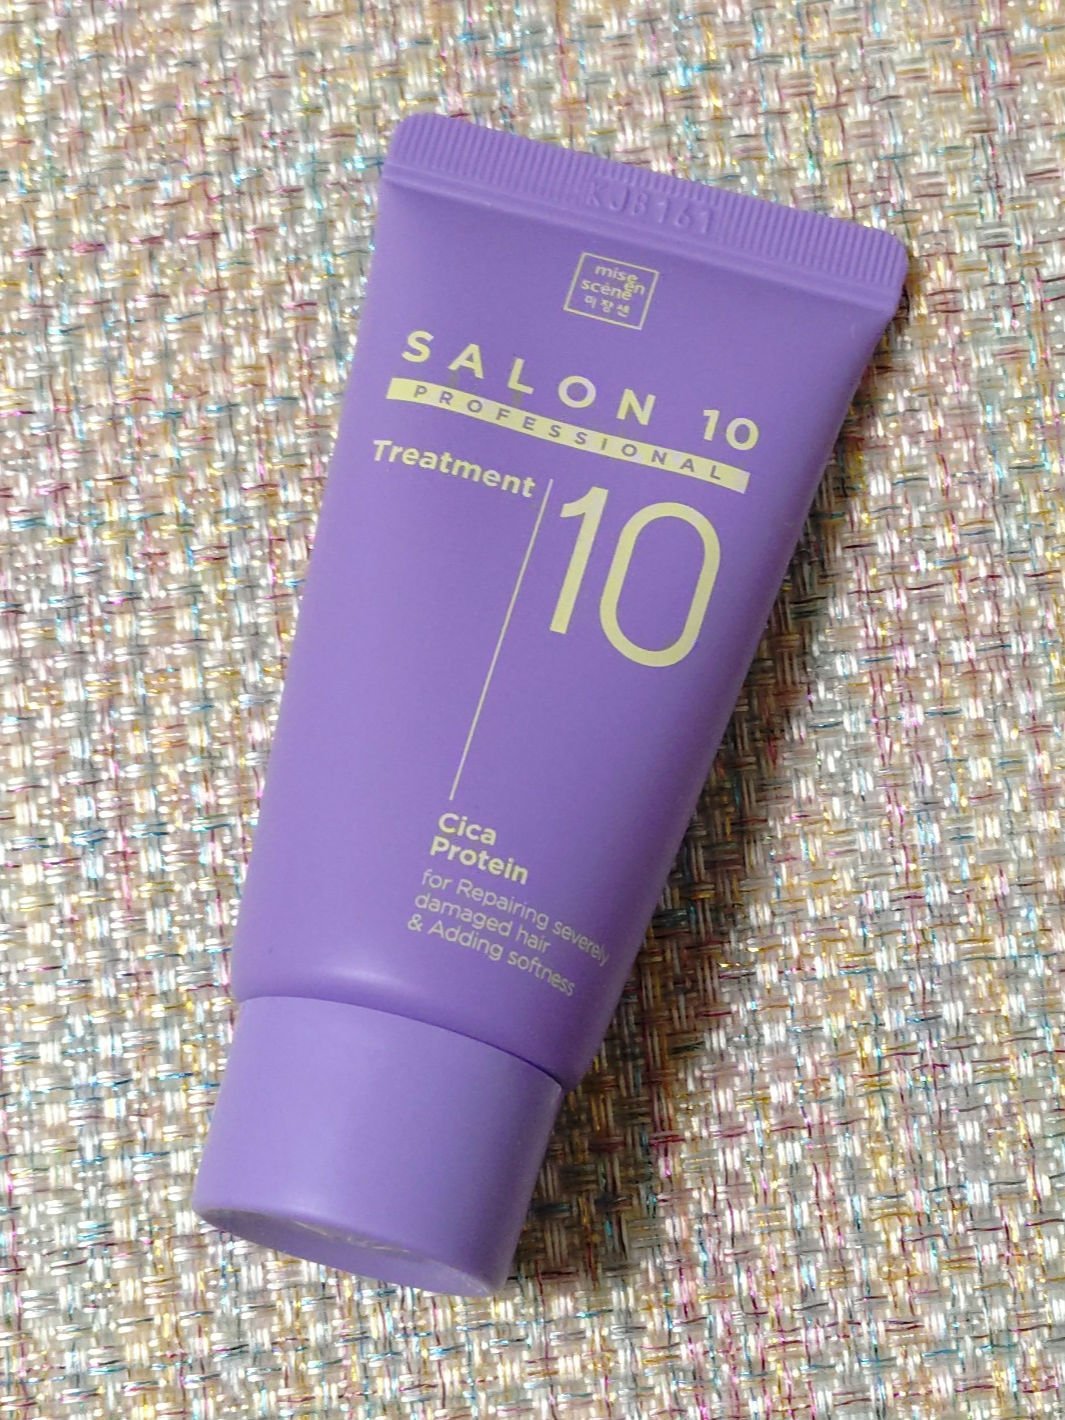 KJB161
mise
en
scène
미쟝센
SALON 10
PROFESSIONAL
Treatment
10
Cica
Protein
for Repairing severely
damaged hair
& Adding softness